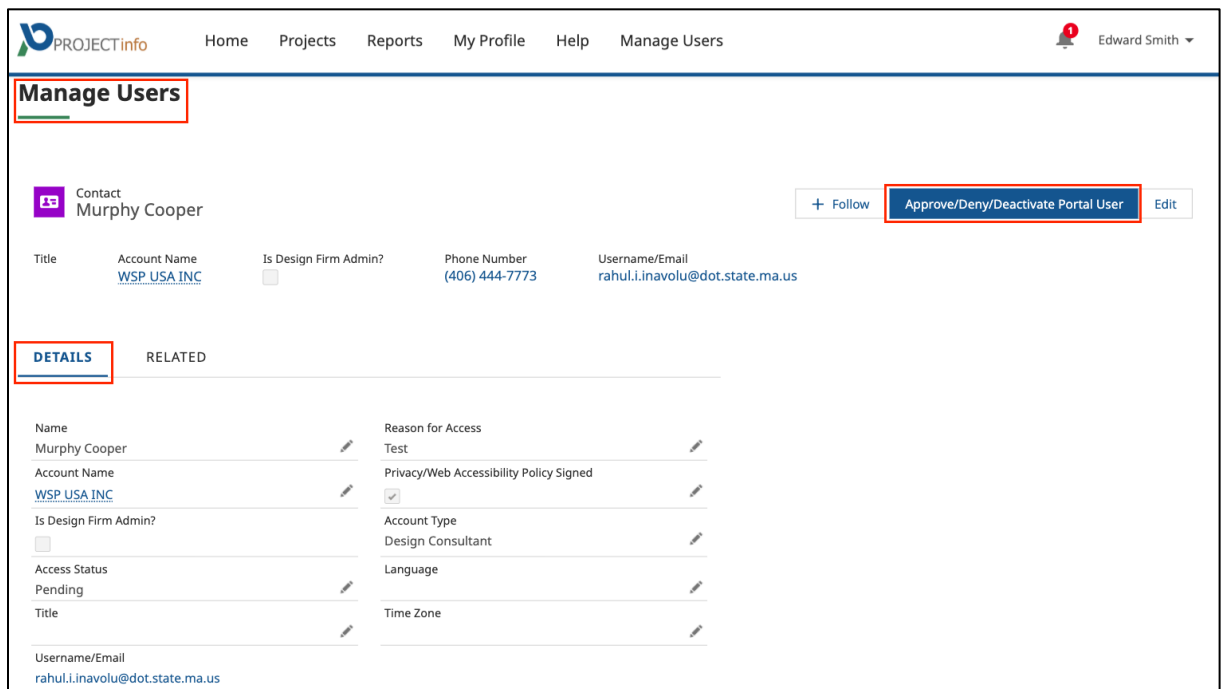 PROJECTinfo Home Projects Reports My Profile Help Manage Users 1 Edward Smith
Manage Users
Contact
Murphy Cooper
+ Follow Approve/Deny/Deactivate Portal User Edit
Title Account Name Is Design Firm Admin? Phone Number Username/Email
WSP USA INC (406) 444-7773 rahul.i.inavolu@dot.state.ma.us
DETAILS RELATED
Name Reason for Access
Murphy Cooper Test
Account Name Privacy/Web Accessibility Policy Signed
WSP USA INC
Is Design Firm Admin? Account Type
Design Consultant
Access Status Language
Pending
Title Time Zone
Username/Email
rahul.i.inavolu@dot.state.ma.us